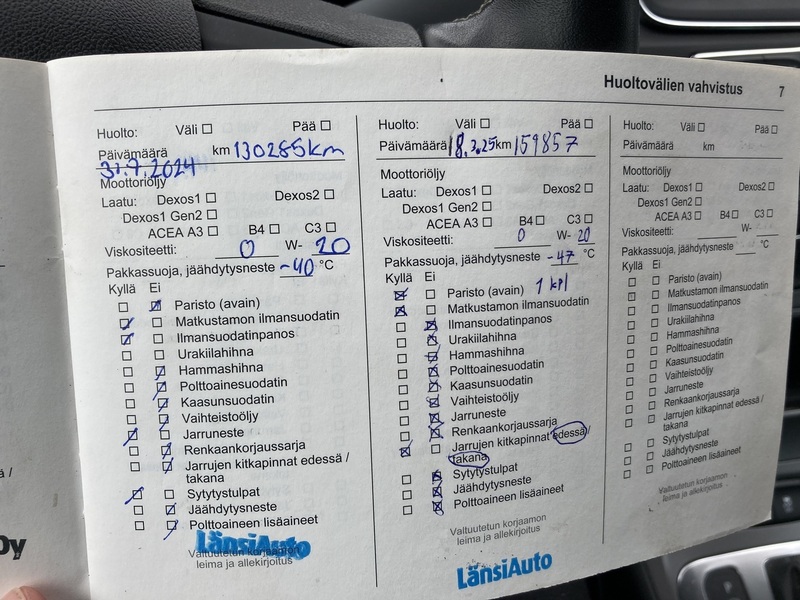 Huoltovälien vahvistus 7
Huolto: Väli ☐ Pää ☐
Päivämäärä km 130285km
31.7.2024
Moottoriöljy
Laatu: Dexos1 ☐ Dexos2 ☐
Dexos1 Gen2 ☐
ACEA A3 ☐ B4 ☐ C3 ☐
Viskositeetti: 0 W- 20
Pakkassuoja, jäähdytysneste -40 °C
Kyllä Ei
Paristo (avain)
Matkustamon ilmansuodatin
Ilmansuodatinpanos
Urakiilahihna
Hammashihna
Polttoainesuodatin
Kaasunsuodatin
Vaihteistoöljy
Jarruneste
Renkaankorjaussarja
Jarrujen kitkapinnat edessä /
takana
Sytytystulpat
Jäähdytysneste
Polttoaineen lisäaineet
LänsiAuto
Valtuutetun korjaamon
leima ja allekirjoitus
Huolto: Väli ☐ Pää ☐
Päivämäärä 18.3.25 km 159857
Moottoriöljy
Laatu: Dexos1 ☐ Dexos2 ☐
Dexos1 Gen2 ☐
ACEA A3 ☐ B4 ☐ C3 ☐
Viskositeetti: 0 W- 20
Pakkassuoja, jäähdytysneste -47 °C
Kyllä Ei
Paristo (avain) 1 kpl
Matkustamon ilmansuodatin
Ilmansuodatinpanos
Urakiilahihna
Hammashihna
Polttoainesuodatin
Kaasunsuodatin
Vaihteistoöljy
Jarruneste
Renkaankorjaussarja
Jarrujen kitkapinnat edessä /
takana
Sytytystulpat
Jäähdytysneste
Polttoaineen lisäaineet
Valtuutetun korjaamon
leima ja allekirjoitus
LänsiAuto
Huolto: Väli ☐ Pää ☐
Päivämäärä km
Moottoriöljy
Laatu: Dexos1 ☐ Dexos2 ☐
Dexos1 Gen2 ☐
ACEA A3 ☐ B4 ☐ C3 ☐
Viskositeetti: W-
Pakkassuoja, jäähdytysneste °C
Kyllä Ei
Paristo (avain)
Matkustamon ilmansuodatin
Ilmansuodatinpanos
Urakiilahihna
Hammashihna
Polttoainesuodatin
Kaasunsuodatin
Vaihteistoöljy
Jarruneste
Renkaankorjaussarja
Jarrujen kitkapinnat edessä /
takana
Sytytystulpat
Jäähdytysneste
Polttoaineen lisäaineet
Valtuutetun korjaamon
leima ja allekirjoitus